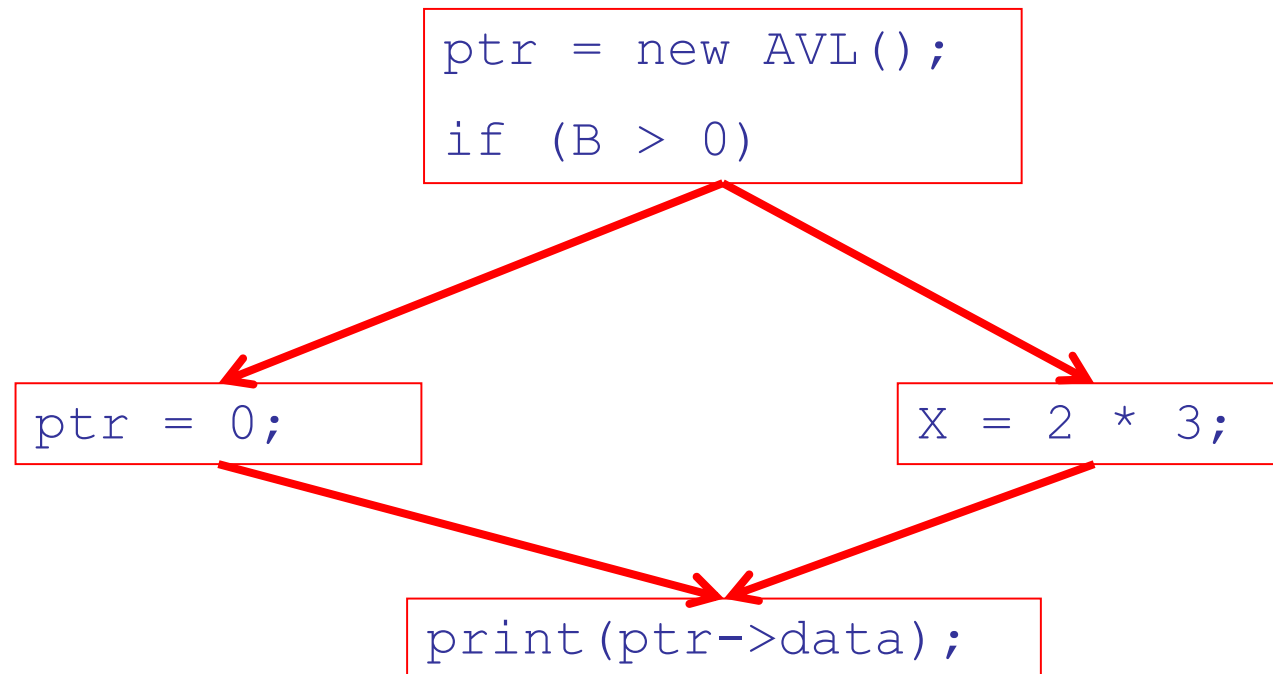 ptr = new AVL();
if (B > 0)
ptr = 0;
X = 2 * 3;
print(ptr->data);